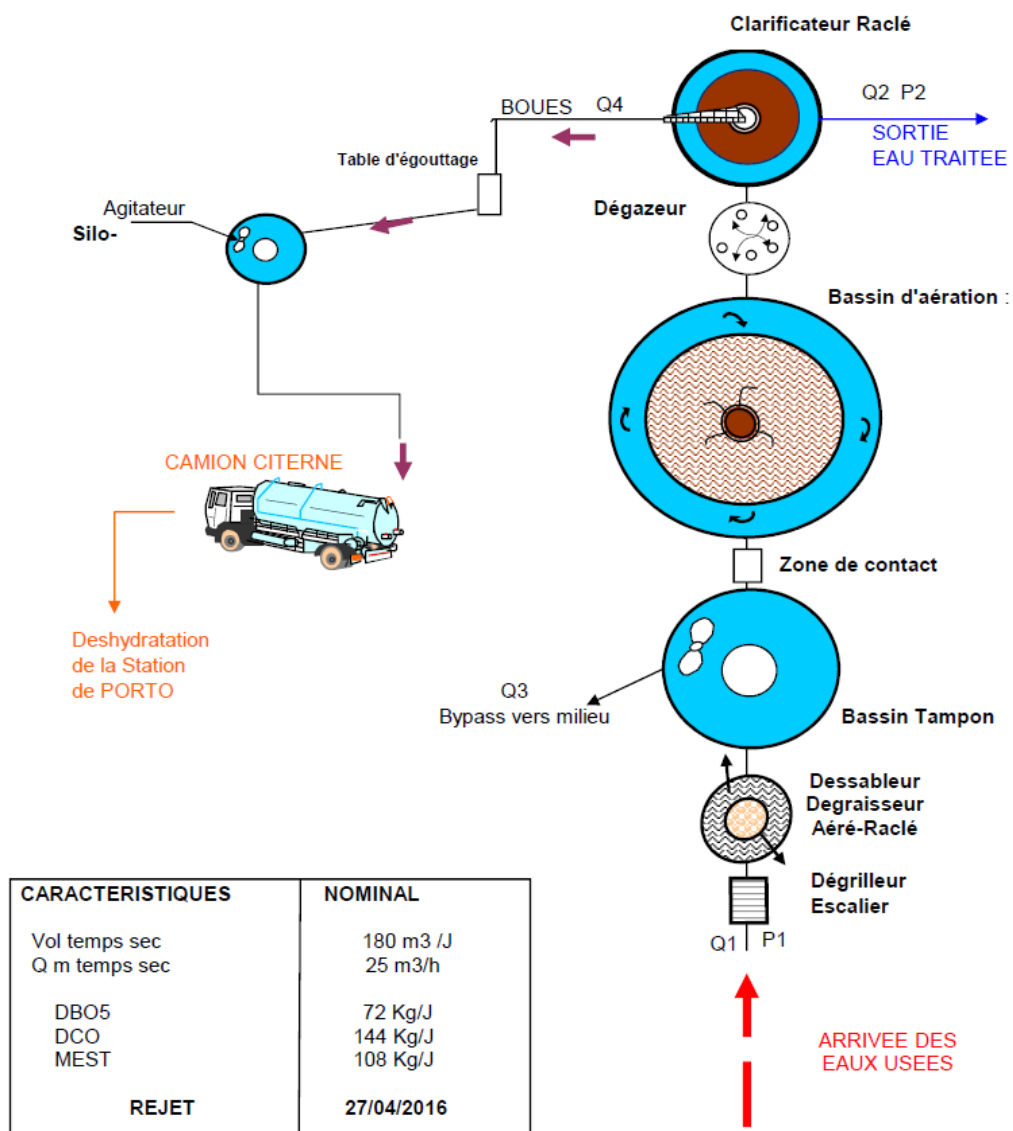 Clarificateur Raclé
Q2 P2
SORTIE
EAU TRAITEE
BOUES Q4
Table d'égouttage
Dégazeur
Agitateur
Silo-
Bassin d'aération :
CAMION CITERNE
Zone de contact
Deshydratation
de la Station
de PORTO
Q3
Bypass vers milieu
Bassin Tampon
Dessableur
Degraisseur
Aéré-Raclé
Dégrilleur
Escalier
Q1 P1
ARRIVEE DES
EAUX USEES
CARACTERISTIQUES NOMINAL
Vol temps sec 180 m3 /J
Q m temps sec 25 m3/h
DBO5 72 Kg/J
DCO 144 Kg/J
MEST 108 Kg/J
REJET 27/04/2016